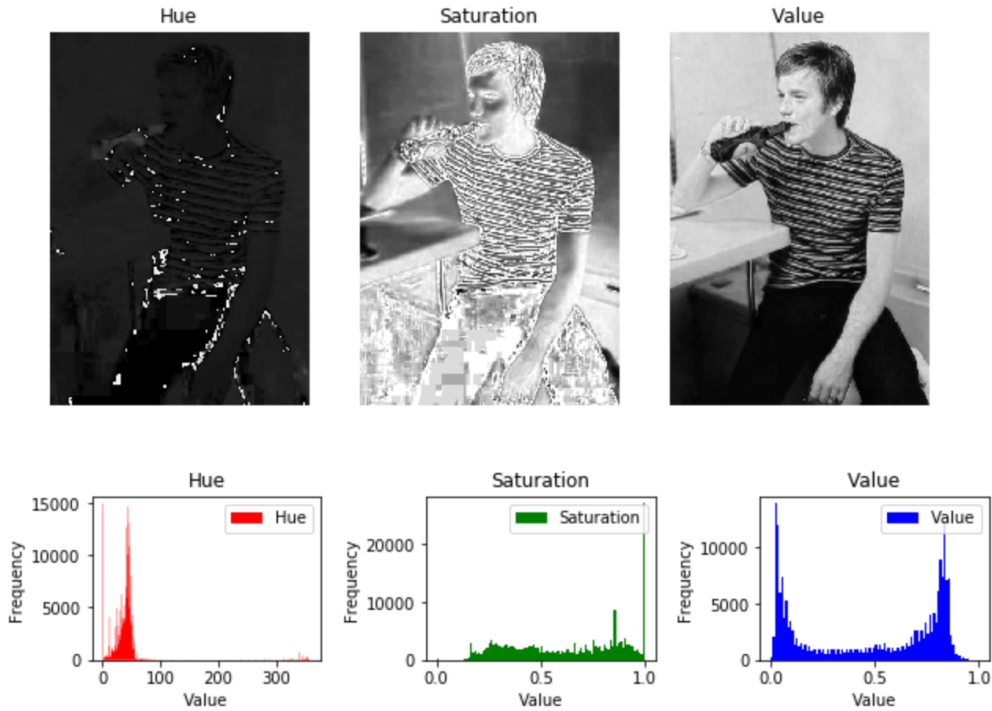 Hue Saturation Value
Hue Saturation Value
15000
10000
5000
0
Frequency
Hue
0 100 200 300
Value
20000
10000
0
Frequency
Saturation
0.0 0.5 1.0
Value
10000
5000
0
Frequency
Value
0.0 0.5 1.0
Value